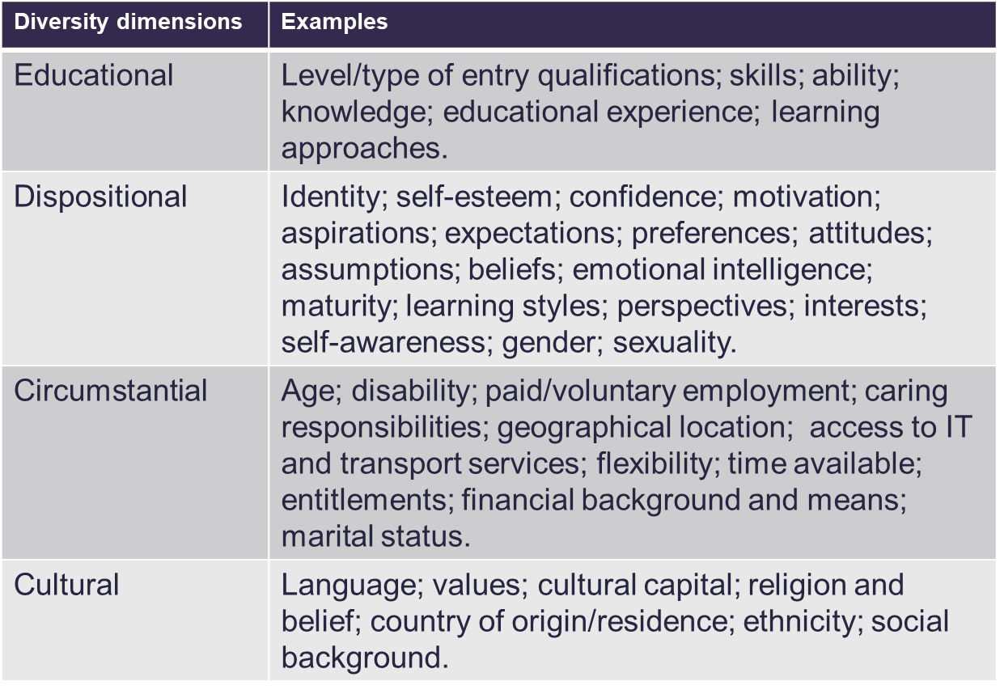 Diversity dimensions Examples
Educational Level/type of entry qualifications; skills; ability;
knowledge; educational experience; learning
approaches.
Dispositional Identity; self-esteem; confidence; motivation;
aspirations; expectations; preferences; attitudes;
assumptions; beliefs; emotional intelligence;
maturity; learning styles; perspectives; interests;
self-awareness; gender; sexuality.
Circumstantial Age; disability; paid/voluntary employment; caring
responsibilities; geographical location;  access to IT
and transport services; flexibility; time available;
entitlements; financial background and means;
marital status.
Cultural Language; values; cultural capital; religion and
belief; country of origin/residence; ethnicity; social
background.